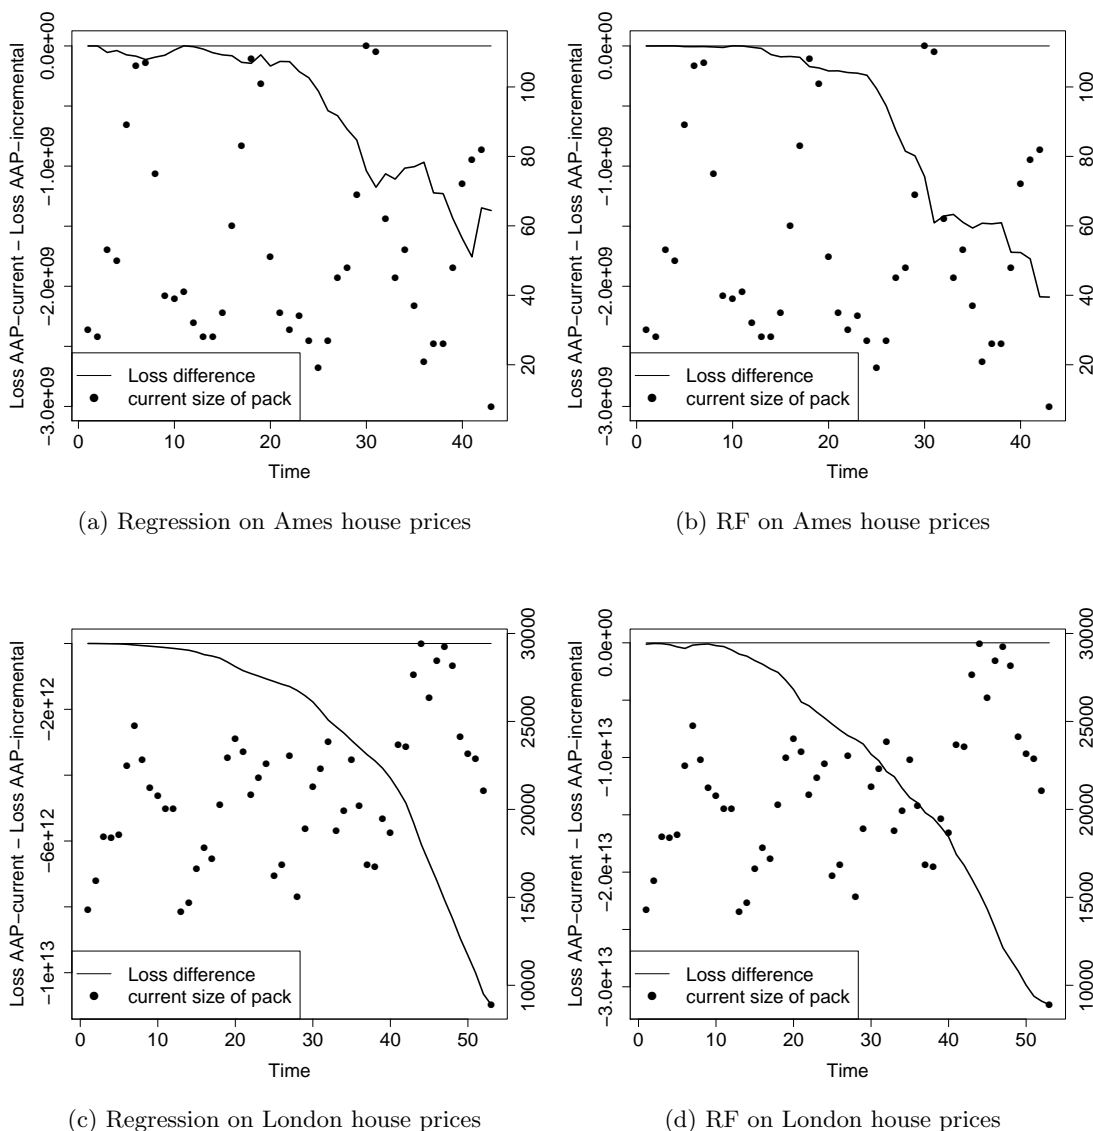 Loss AAP−current − Loss AAP−incremental
0.0e+00
−1.0e+09
−2.0e+09
−3.0e+09
100
80
60
40
20
Loss difference
current size of pack
0 10 20 30 40
Time
(a) Regression on Ames house prices
Loss AAP−current − Loss AAP−incremental
0.0e+00
−1.0e+09
−2.0e+09
−3.0e+09
100
80
60
40
20
Loss difference
current size of pack
0 10 20 30 40
Time
(b) RF on Ames house prices
Loss AAP−current − Loss AAP−incremental
−2e+12
−6e+12
−1e+13
30000
25000
20000
15000
10000
Loss difference
current size of pack
0 10 20 30 40 50
Time
(c) Regression on London house prices
Loss AAP−current − Loss AAP−incremental
0.0e+00
−1.0e+13
−2.0e+13
−3.0e+13
30000
25000
20000
15000
10000
Loss difference
current size of pack
0 10 20 30 40 50
Time
(d) RF on London house prices